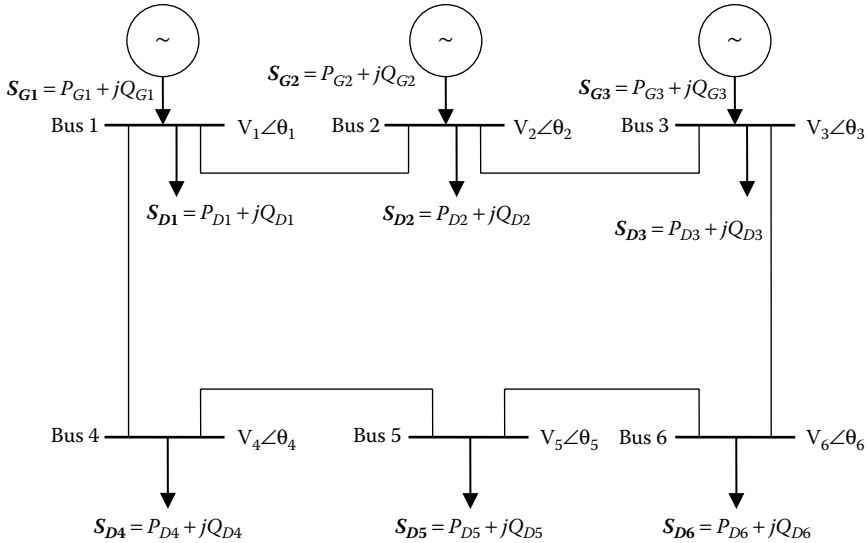 ~ ~ ~
S_G1 = P_G1 + jQ_G1
S_G2 = P_G2 + jQ_G2
S_G3 = P_G3 + jQ_G3
Bus 1 V_1∠θ_1 Bus 2 V_2∠θ_2 Bus 3 V_3∠θ_3
S_D1 = P_D1 + jQ_D1
S_D2 = P_D2 + jQ_D2
S_D3 = P_D3 + jQ_D3
Bus 4 V_4∠θ_4 Bus 5 V_5∠θ_5 Bus 6 V_6∠θ_6
S_D4 = P_D4 + jQ_D4
S_D5 = P_D5 + jQ_D5
S_D6 = P_D6 + jQ_D6